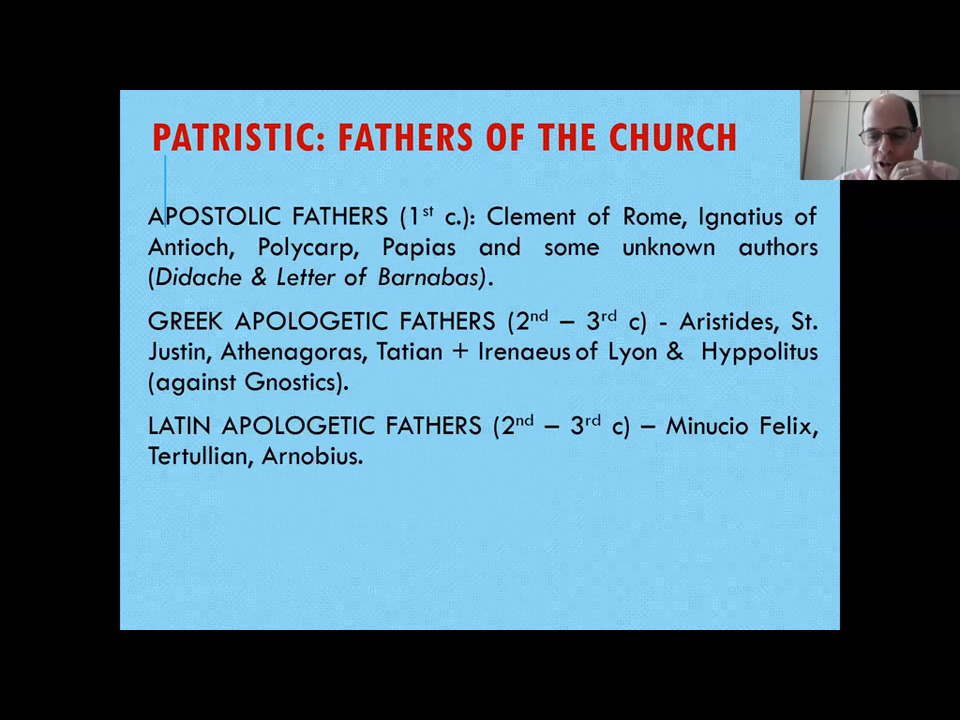 PATRISTIC: FATHERS OF THE CHURCH
APOSTOLIC FATHERS (1st c.): Clement of Rome, Ignatius of
Antioch, Polycarp, Papias and some unknown authors
(Didache & Letter of Barnabas).
GREEK APOLOGETIC FATHERS (2nd – 3rd c) - Aristides, St.
Justin, Athenagoras, Tatian + Irenaeus of Lyon & Hyppolitus
(against Gnostics).
LATIN APOLOGETIC FATHERS (2nd – 3rd c) – Minucio Felix,
Tertullian, Arnobius.